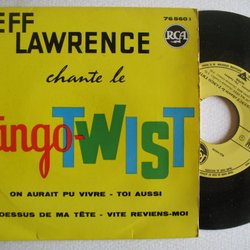 EFF
76560 S
LAWRENCE
RCA
chante le
ango-TWIST
ON AURAIT PU VIVRE - TOI AUSSI
DESSUS DE MA TÊTE - VITE REVIENS-MOI